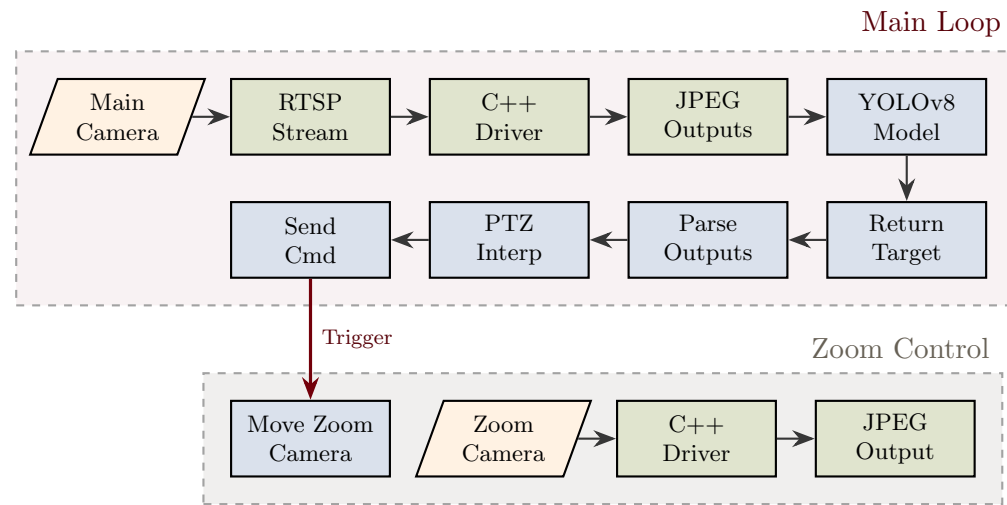 Main Loop
Main
Camera
RTSP
Stream
C++
Driver
JPEG
Outputs
YOLOv8
Model
Send
Cmd
PTZ
Interp
Parse
Outputs
Return
Target
Trigger
Zoom Control
Move Zoom
Camera
Zoom
Camera
C++
Driver
JPEG
Output